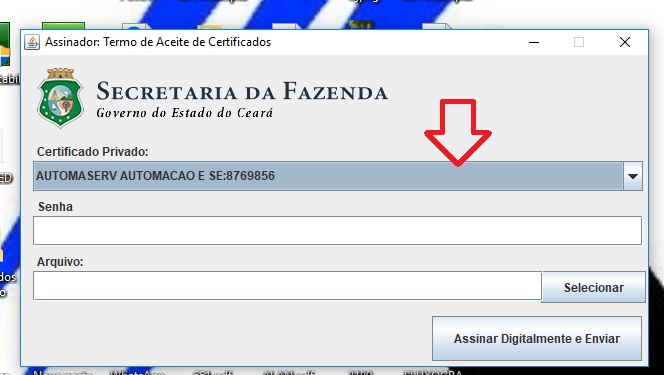 Assinador: Termo de Aceite de Certificados
SECRETARIA DA FAZENDA
Governo do Estado do Ceará
Certificado Privado:
AUTOMASERV AUTOMACAO E SE:8769856
Senha
Arquivo:
Selecionar
Assinar Digitalmente e Enviar